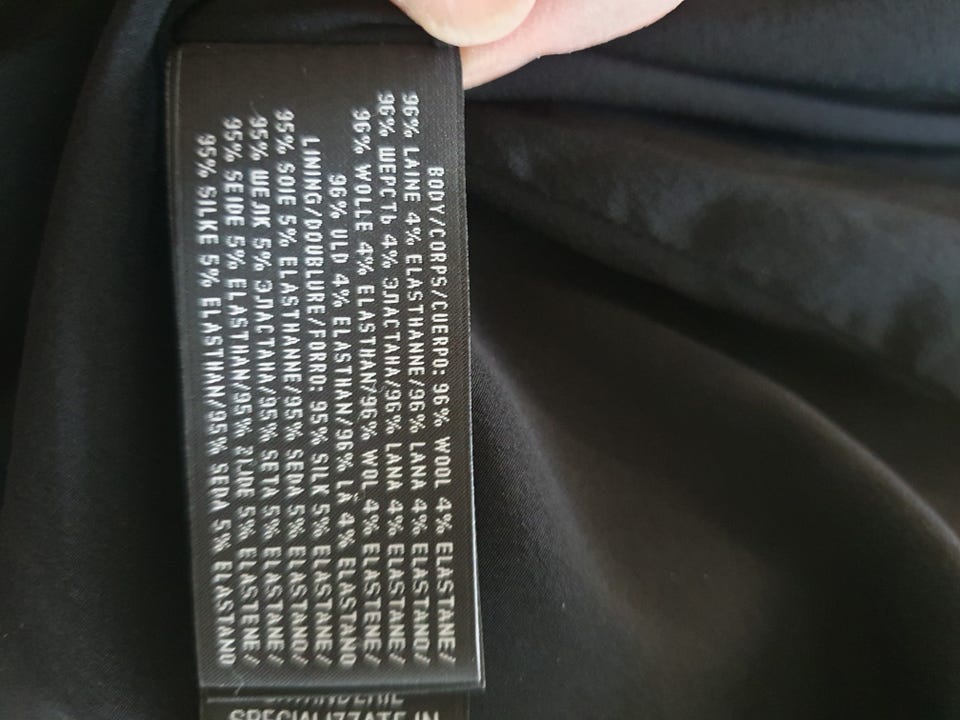 BODY/CORPS/CUERPO: 96% WOOL 4% ELASTANE/
96% LAINE 4% ELASTHANNE/96% LANA 4% ELASTANO/
96% ШЕРСТЬ 4% ЭЛАСТАНА/96% LANA 4% ELASTANE/
96% WOLLE 4% ELASTHAN/96% WOL 4% ELASTENE/
96% ULD 4% ELASTHAN/96% LÃ 4% ELASTANO
LINING/DOUBLURE/FORRO: 95% SILK 5% ELASTANE/
95% SOIE 5% ELASTHANNE/95% SEDA 5% ELASTANO/
95% ШЕЛК 5% ЭЛАСТАНА/95% SETA 5% ELASTANE/
95% SEIDE 5% ELASTHAN/95% ZIJDE 5% ELASTENE/
95% SILKE 5% ELASTHAN/95% SEDA 5% ELASTANO
SPECIALIZZATE IN